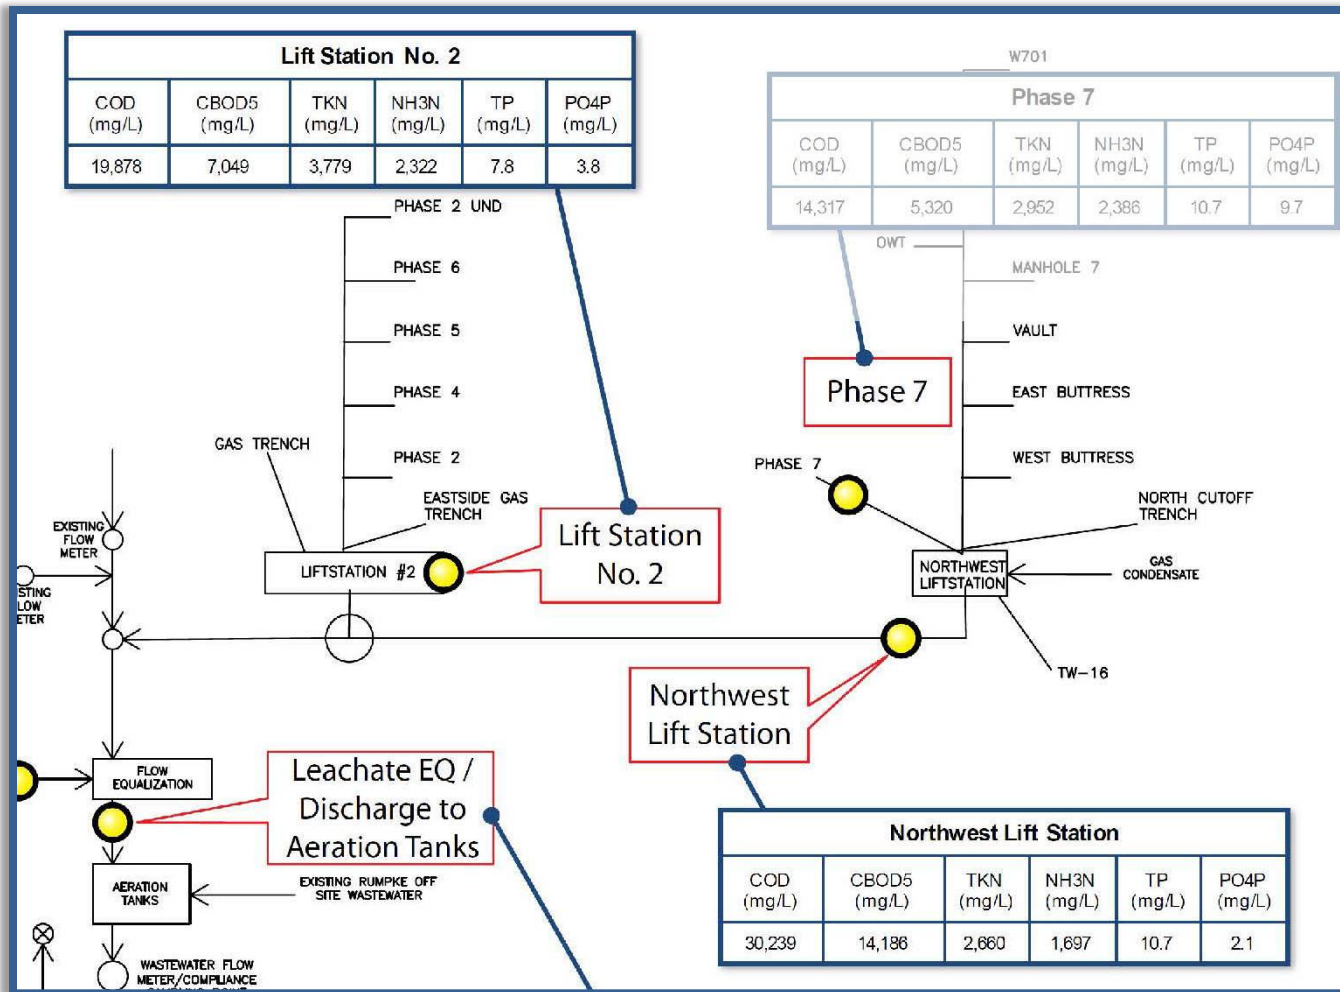 Lift Station No. 2
COD CBOD5 TKN NH3N TP PO4P
(mg/L) (mg/L) (mg/L) (mg/L) (mg/L) (mg/L)
19,878 7,049 3,779 2,322 7.8 3.8
W701
Phase 7
COD CBOD5 TKN NH3N TP PO4P
(mg/L) (mg/L) (mg/L) (mg/L) (mg/L) (mg/L)
14,317 5,320 2,952 2,386 10.7 9.7
PHASE 2 UND
PHASE 6
PHASE 5
PHASE 4
PHASE 2
GAS TRENCH
EASTSIDE GAS
TRENCH
LIFTSTATION #2
Lift Station
No. 2
OWT
MANHOLE 7
VAULT
EAST BUTTRESS
WEST BUTTRESS
Phase 7
PHASE 7
NORTH CUTOFF
TRENCH
NORTHWEST
LIFTSTATION
GAS
CONDENSATE
TW-16
EXISTING
FLOW
METER
STING
LOW
ETER
Northwest
Lift Station
FLOW
EQUALIZATION
Leachate EQ /
Discharge to
Aeration Tanks
AERATION
TANKS
EXISTING RUMPKE OFF
SITE WASTEWATER
WASTEWATER FLOW
METER/COMPLIANCE
Northwest Lift Station
COD CBOD5 TKN NH3N TP PO4P
(mg/L) (mg/L) (mg/L) (mg/L) (mg/L) (mg/L)
30,239 14,186 2,660 1,697 10.7 2.1